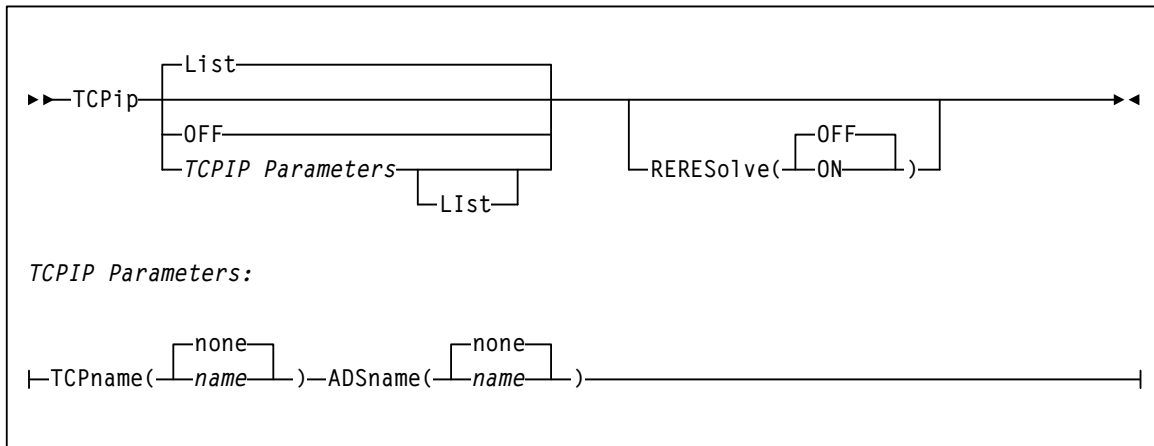 List
TCPip
OFF OFF
TCPIP Parameters RERESolve( ON )
LIst
TCPIP Parameters:
none none
TCPname( name ) ADSname( name )